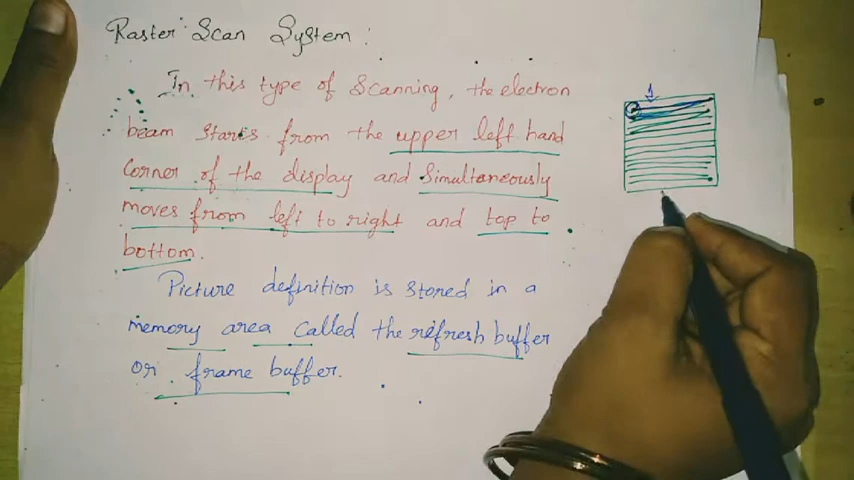 Raster Scan System :
In this type of Scanning, the electron
beam stares from the upper left hand
Corner of the display and Simultaneously
moves from left to right and top to
bottom.
Picture definition is stored in a
memory area called the refresh buffer
or frame buffer.